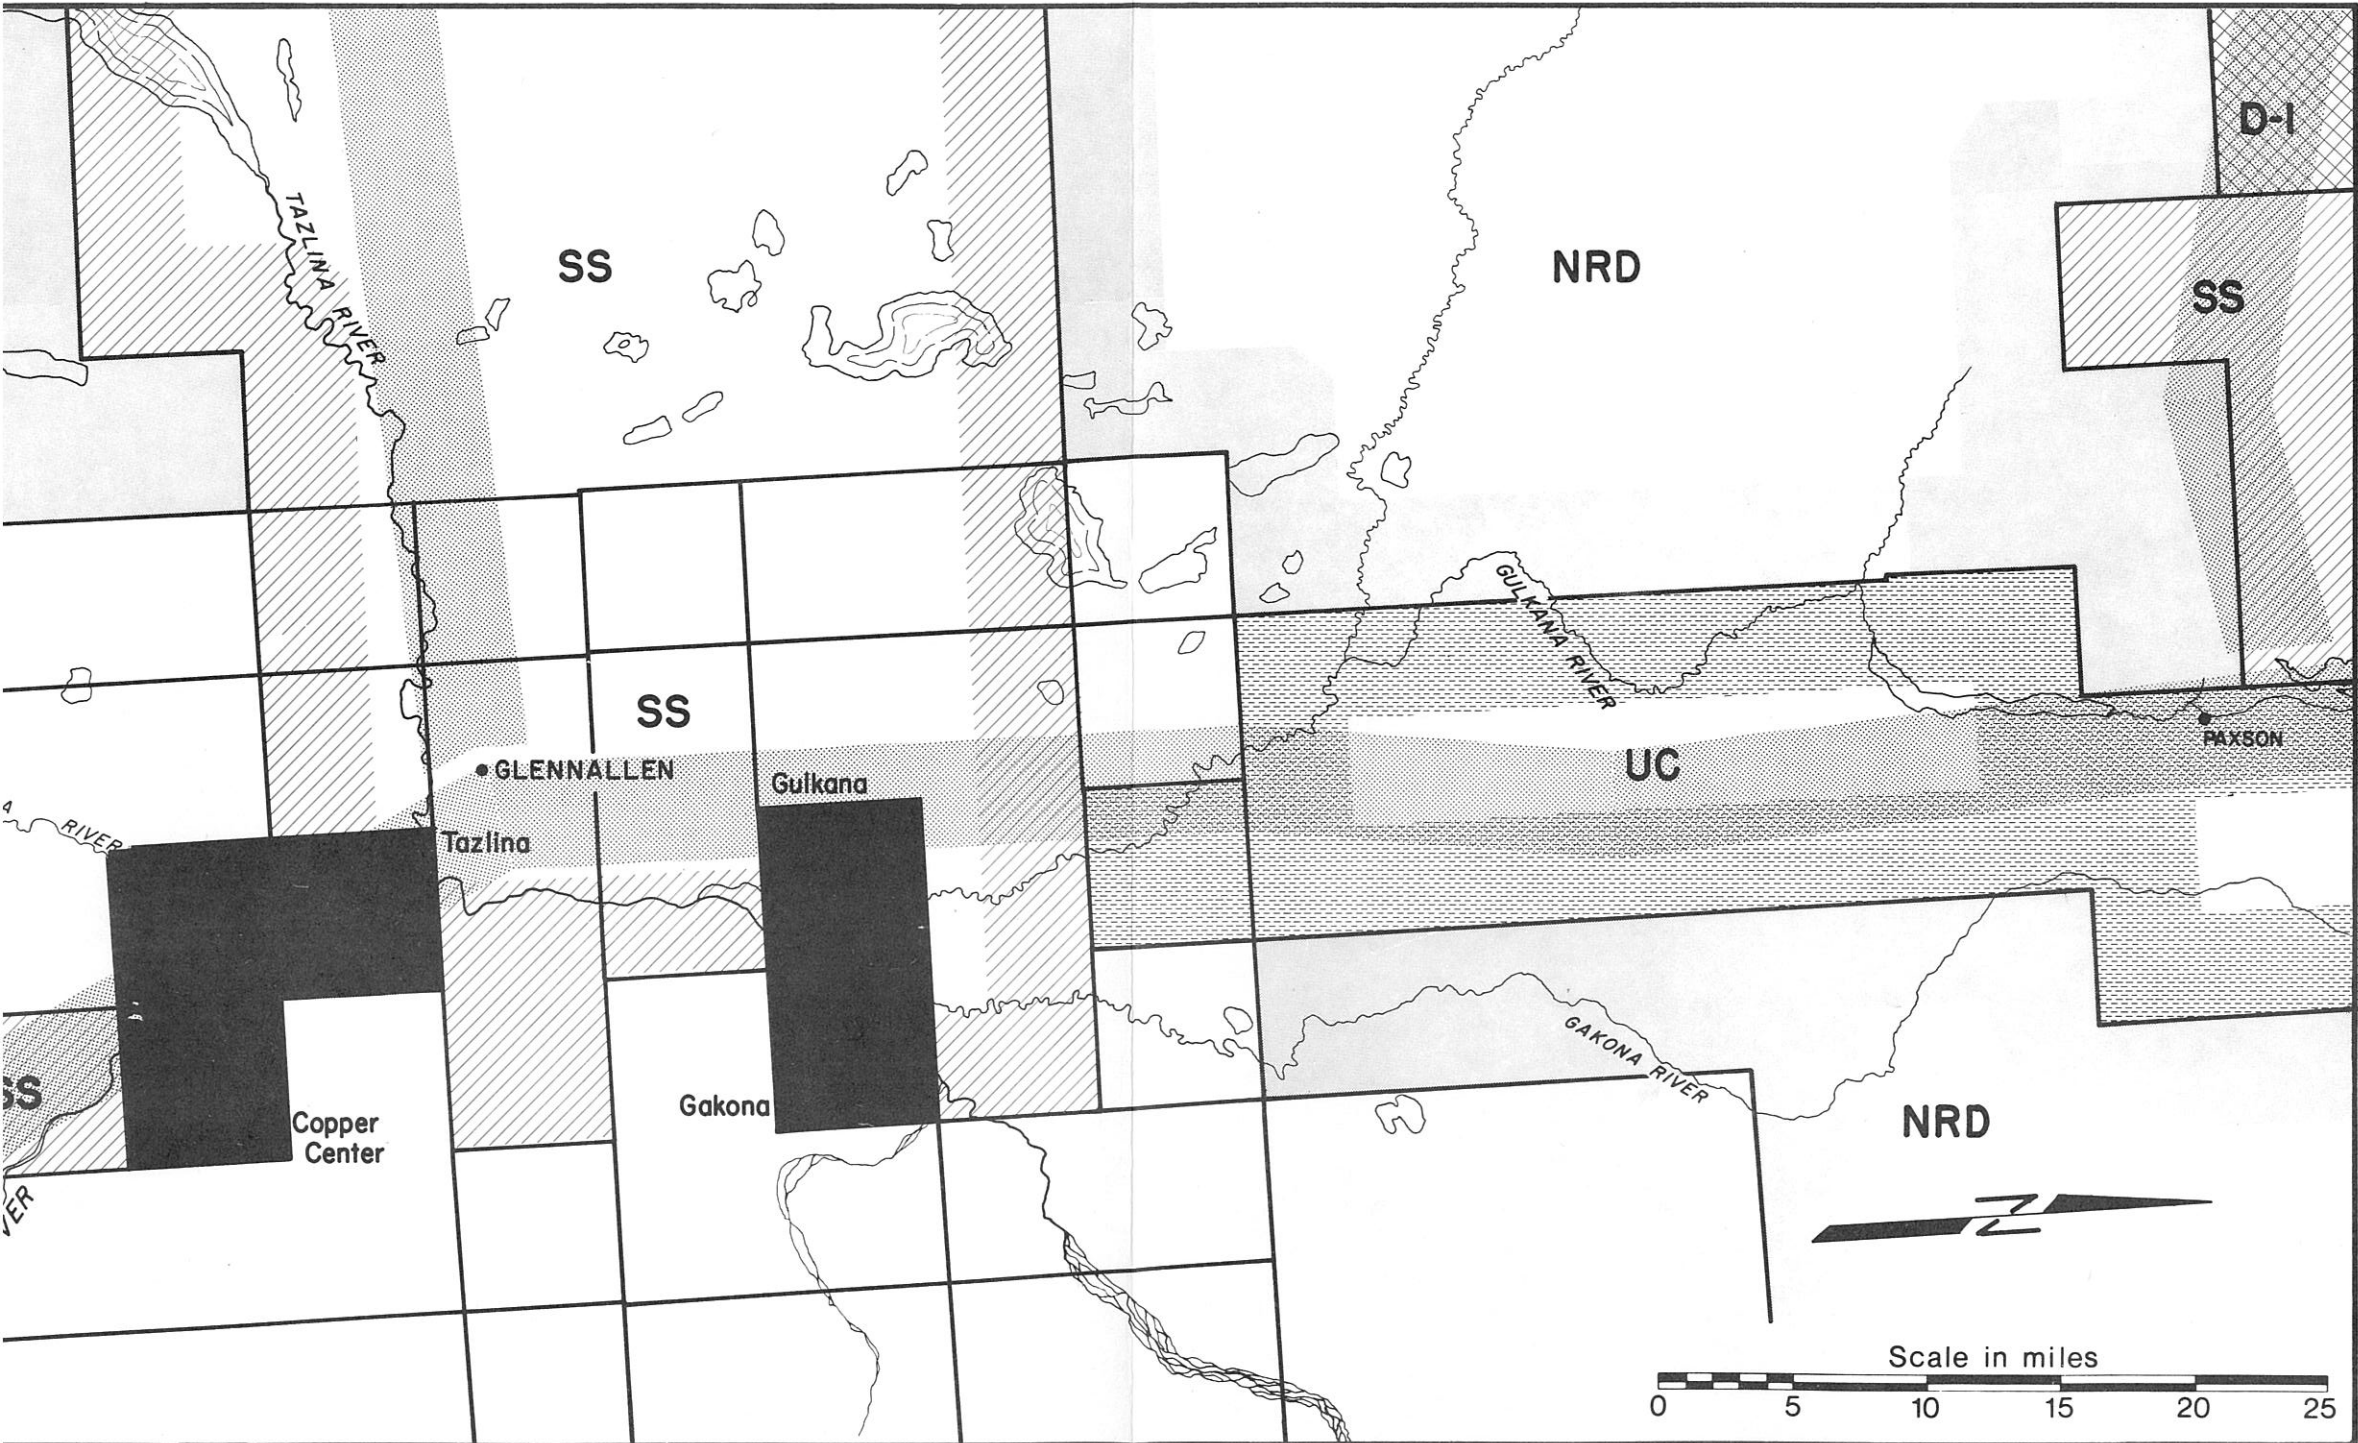 D-I
TAZLINA RIVER
SS
NRD
SS
GULKANA RIVER
SS
PAXSON
UC
GLENNALLEN
Gulkana
RIVER
Tazlina
GAKONA RIVER
SS
Gakona
NRD
Copper
Center
Scale in miles
0 5 10 15 20 25